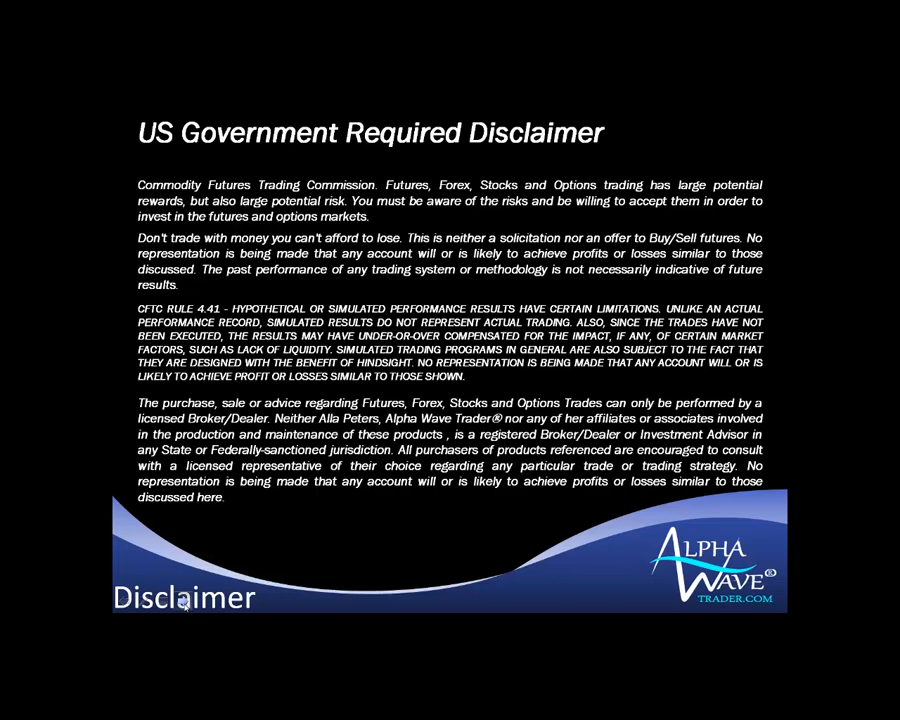 US Government Required Disclaimer
Commodity Futures Trading Commission. Futures, Forex, Stocks and Options trading has large potential
rewards, but also large potential risk. You must be aware of the risks and be willing to accept them in order to
invest in the futures and options markets.
Don't trade with money you can't afford to lose. This is neither a solicitation nor an offer to Buy/Sell futures. No
representation is being made that any account will or is likely to achieve profits or losses similar to those
discussed. The past performance of any trading system or methodology is not necessarily indicative of future
results.
CFTC RULE 4.41 - HYPOTHETICAL OR SIMULATED PERFORMANCE RESULTS HAVE CERTAIN LIMITATIONS. UNLIKE AN ACTUAL
PERFORMANCE RECORD, SIMULATED RESULTS DO NOT REPRESENT ACTUAL TRADING. ALSO, SINCE THE TRADES HAVE NOT
BEEN EXECUTED, THE RESULTS MAY HAVE UNDER-OR-OVER COMPENSATED FOR THE IMPACT, IF ANY, OF CERTAIN MARKET
FACTORS, SUCH AS LACK OF LIQUIDITY. SIMULATED TRADING PROGRAMS IN GENERAL ARE ALSO SUBJECT TO THE FACT THAT
THEY ARE DESIGNED WITH THE BENEFIT OF HINDSIGHT. NO REPRESENTATION IS BEING MADE THAT ANY ACCOUNT WILL OR IS
LIKELY TO ACHIEVE PROFIT OR LOSSES SIMILAR TO THOSE SHOWN.
The purchase, sale or advice regarding Futures, Forex, Stocks and Options Trades can only be performed by a
licensed Broker/Dealer. Neither Alla Peters, Alpha Wave Trader® nor any of her affiliates or associates involved
in the production and maintenance of these products , is a registered Broker/Dealer or Investment Advisor in
any State or Federally-sanctioned jurisdiction. All purchasers of products referenced are encouraged to consult
with a licensed representative of their choice regarding any particular trade or trading strategy. No
representation is being made that any account will or is likely to achieve profits or losses similar to those
discussed here.
ALPHA
WAVE®
TRADER.COM
Disclaimer